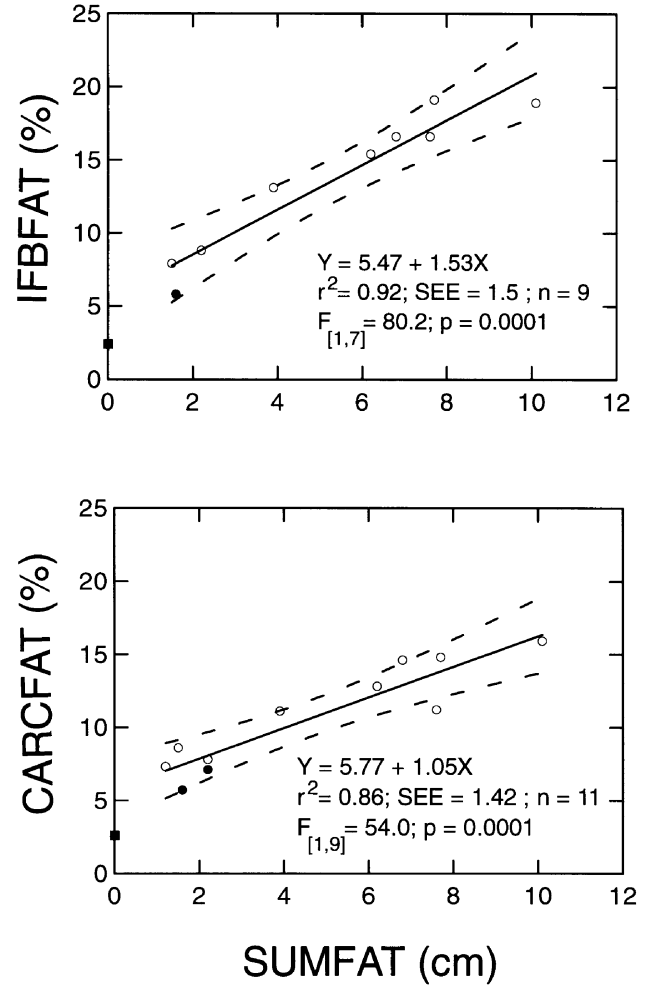 25
20
15
10
5
0
IFBFAT (%)
Y = 5.47 + 1.53X
r2= 0.92; SEE = 1.5 ; n = 9
F[1,7]= 80.2; p = 0.0001
0 2 4 6 8 10 12
25
20
15
10
5
0
CARCFAT (%)
Y = 5.77 + 1.05X
r2= 0.86; SEE = 1.42 ; n = 11
F[1,9]= 54.0; p = 0.0001
0 2 4 6 8 10 12
SUMFAT (cm)